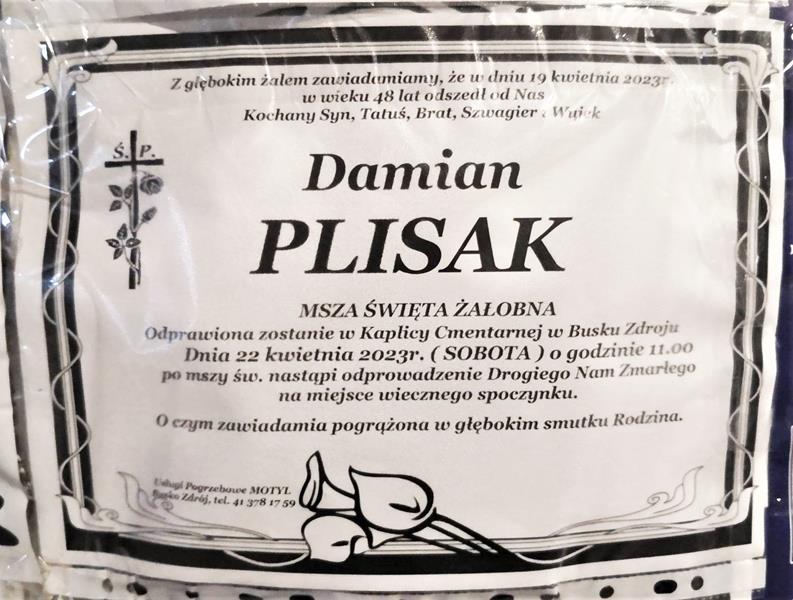 Z głębokim żalem zawiadamiamy, że w dniu 19 kwietnia 2023r.
w wieku 48 lat odszedł od Nas
Kochany Syn, Tatuś, Brat, Szwagier i Wujek
Ś. P.
Damian
PLISAK
MSZA ŚWIĘTA ŻAŁOBNA
Odprawiona zostanie w Kaplicy Cmentarnej w Busku Zdroju
Dnia 22 kwietnia 2023r. ( SOBOTA ) o godzinie 11.00
po mszy św. nastąpi odprowadzenie Drogiego Nam Zmarłego
na miejsce wiecznego spoczynku.
O czym zawiadamia pogrążona w głębokim smutku Rodzina.
Usługi Pogrzebowe MOTYL
Busko Zdrój, tel. 41 378 17 59